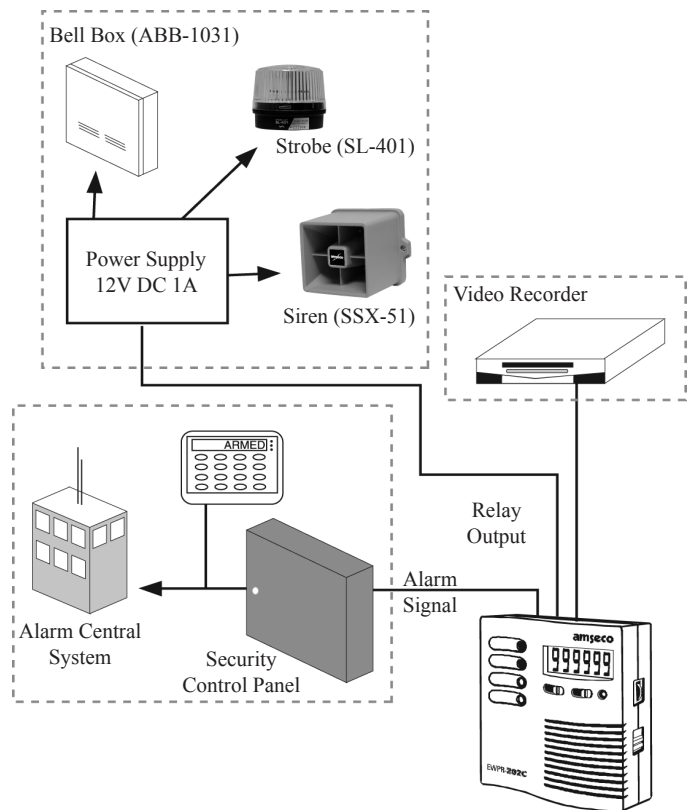 Bell Box (ABB-1031)
Strobe (SL-401)
Power Supply
12V DC 1A
Siren (SSX-51)
Video Recorder
ARMED
Relay
Output
Alarm
Signal
Alarm Central
System
Security
Control Panel
amseco
999999
EWPR-202C